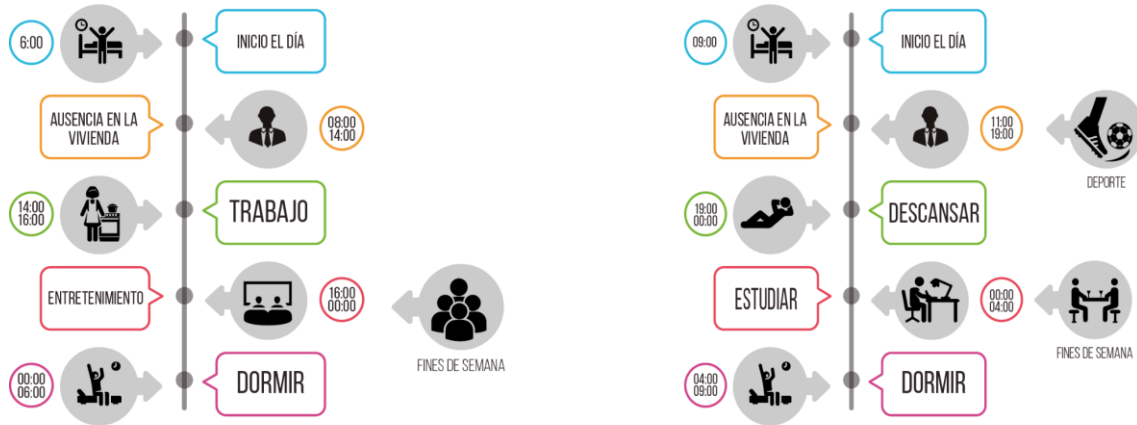 6:00
INICIO EL DÍA
AUSENCIA EN LA
VIVIENDA
08:00
14:00
14:00
16:00
TRABAJO
ENTRETENIMIENTO
16:00
00:00
FINES DE SEMANA
00:00
06:00
DORMIR
09:00
INICIO EL DÍA
AUSENCIA EN LA
VIVIENDA
11:00
19:00
DEPORTE
19:00
00:00
DESCANSAR
ESTUDIAR
00:00
04:00
FINES DE SEMANA
04:00
09:00
DORMIR